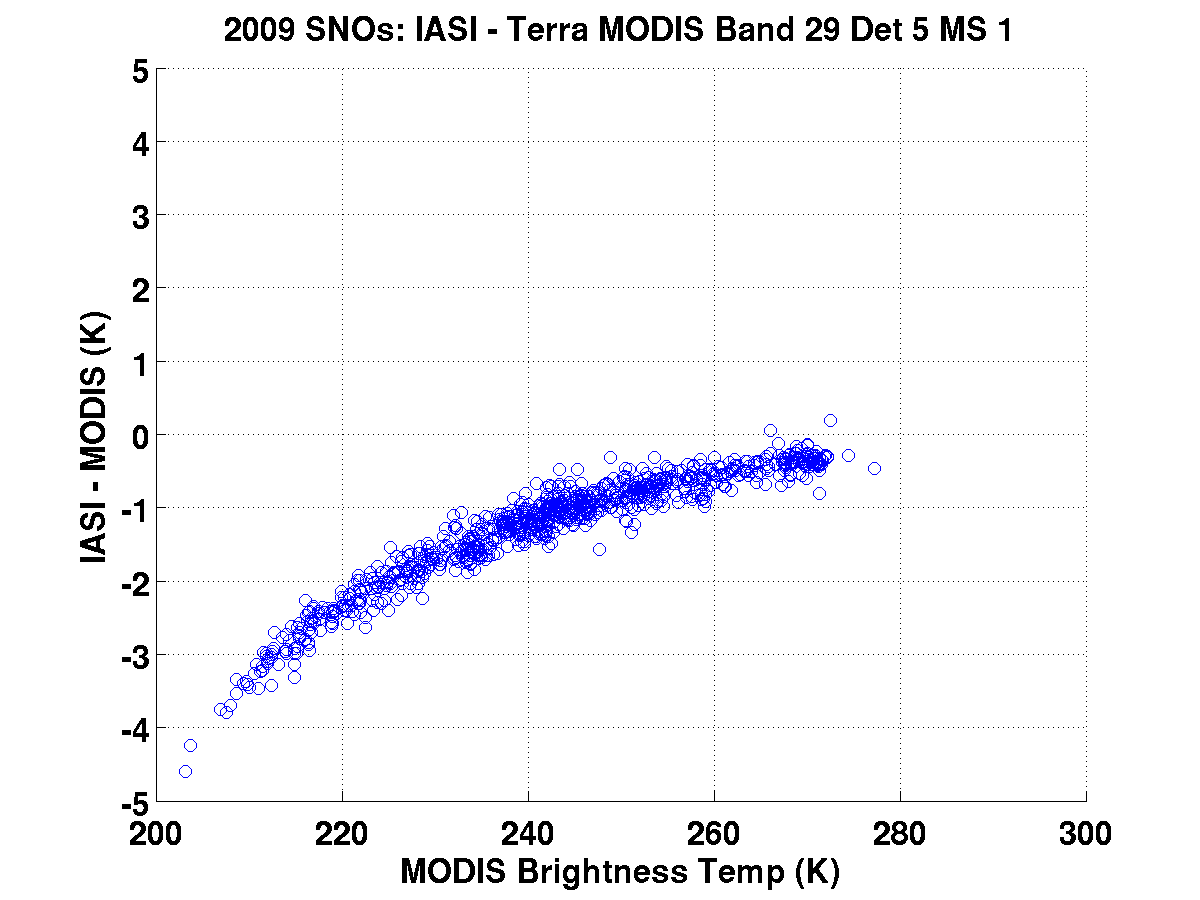 2009 SNOs: IASI - Terra MODIS Band 29 Det 5 MS 1
5
4
3
2
1
0
-1
-2
-3
-4
-5
IASI - MODIS (K)
200 220 240 260 280 300
MODIS Brightness Temp (K)